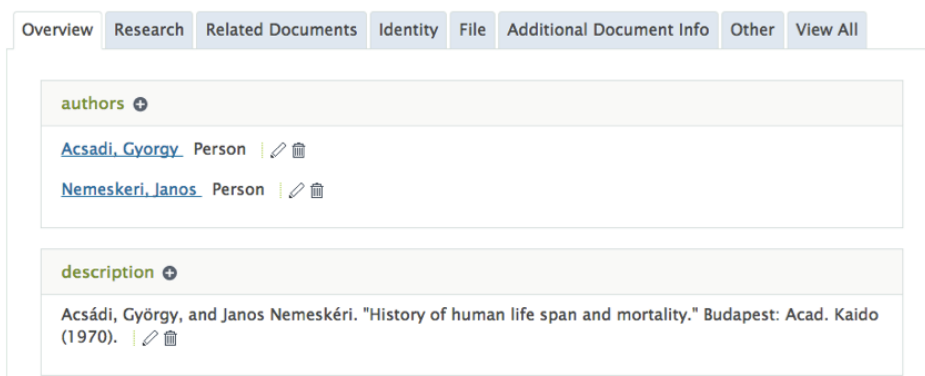 Overview Research Related Documents Identity File Additional Document Info Other View All
authors
Acsadi, Gyorgy Person
Nemeskeri, Janos Person
description
Acsádi, György, and Janos Nemeskéri. "History of human life span and mortality." Budapest: Acad. Kaido
(1970).